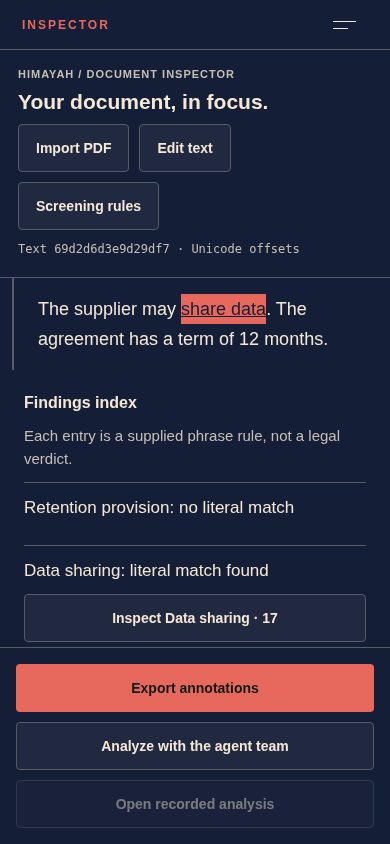 INSPECTOR
HIMAYAH / DOCUMENT INSPECTOR
Your document, in focus.
Import PDF
Edit text
Screening rules
Text 69d2d6d3e9d29df7 · Unicode offsets
The supplier may share data. The
agreement has a term of 12 months.
Findings index
Each entry is a supplied phrase rule, not a legal
verdict.
Retention provision: no literal match
Data sharing: literal match found
Inspect Data sharing · 17
Export annotations
Analyze with the agent team
Open recorded analysis